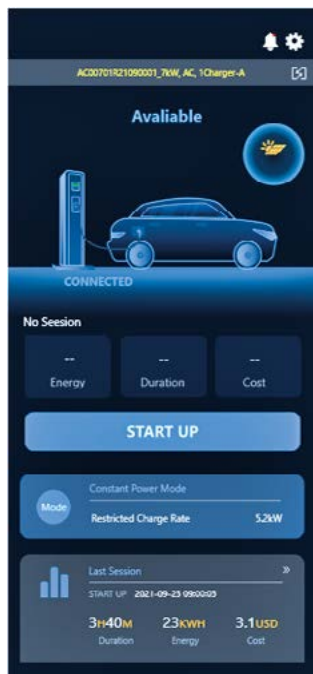 AC00701R21090001_7kW, AC, 1Charger-A
Avaliable
CONNECTED
No Seesion
-- -- --
Energy Duration Cost
START UP
Mode
Constant Power Mode
Restricted Charge Rate 5.2kW
Last Session »
START UP 2021-09-23 09:00:03
3H40M 23KWH 3.1USD
Duration Energy Cost